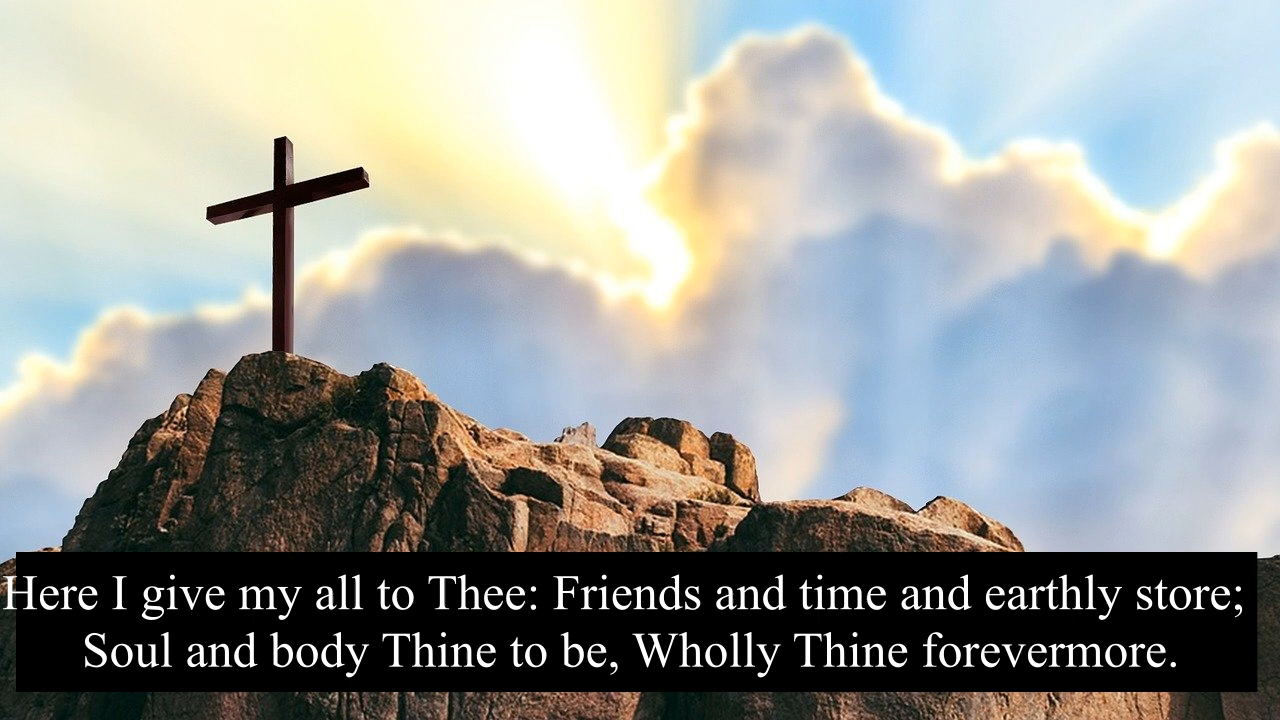 Here I give my all to Thee: Friends and time and earthly store;
Soul and body Thine to be, Wholly Thine forevermore.